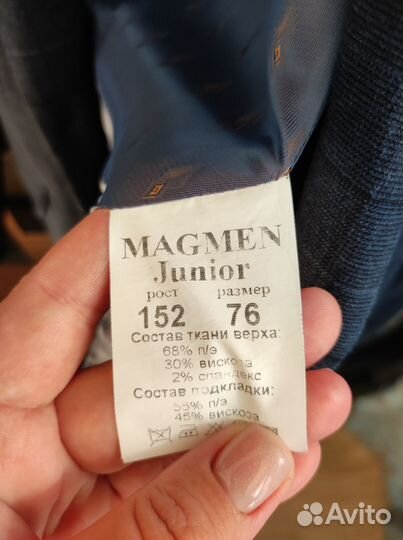 MAGMEN
Junior
рост размер
152 76
Состав ткани верха:
68% п/э
30% вискоза
2% спандекс
Состав подкладки:
55% п/э
45% вискоза
Avito